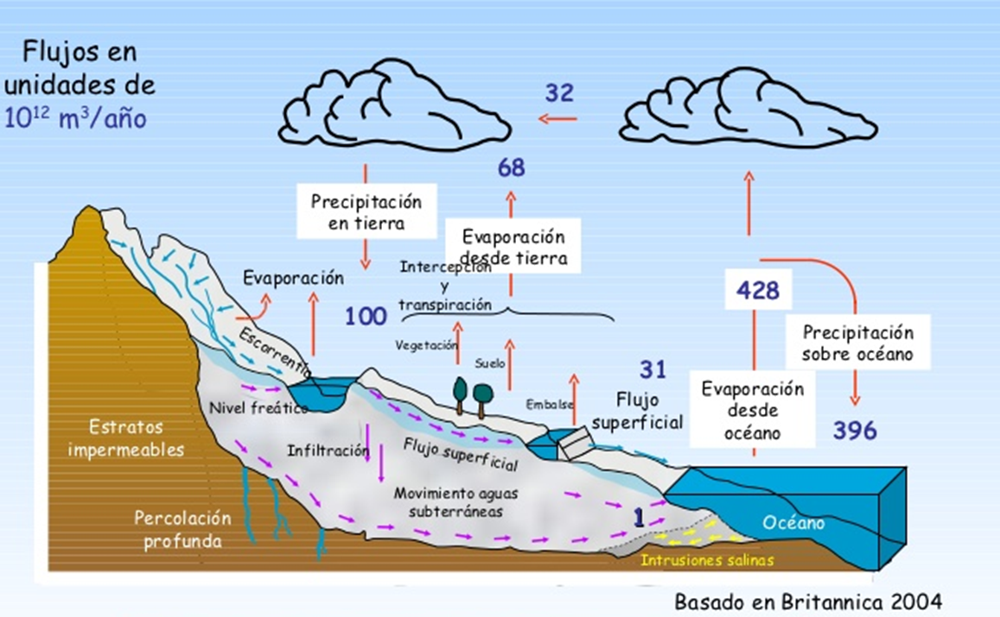 Flujos en
unidades de
10¹² m³/año
32
68
Precipitación
en tierra
Evaporación
desde tierra
Intercepción
y
transpiración
Evaporación
100
428
Precipitación
sobre océano
Vegetación
Suelo
Escorrentía
31
Flujo
superficial
Embalse
Evaporación
desde
océano
396
Nivel freático
Estratos
impermeables
Infiltración
Flujo superficial
Movimiento aguas
subterráneas
Percolación
profunda
1
Océano
Intrusiones salinas
Basado en Britannica 2004